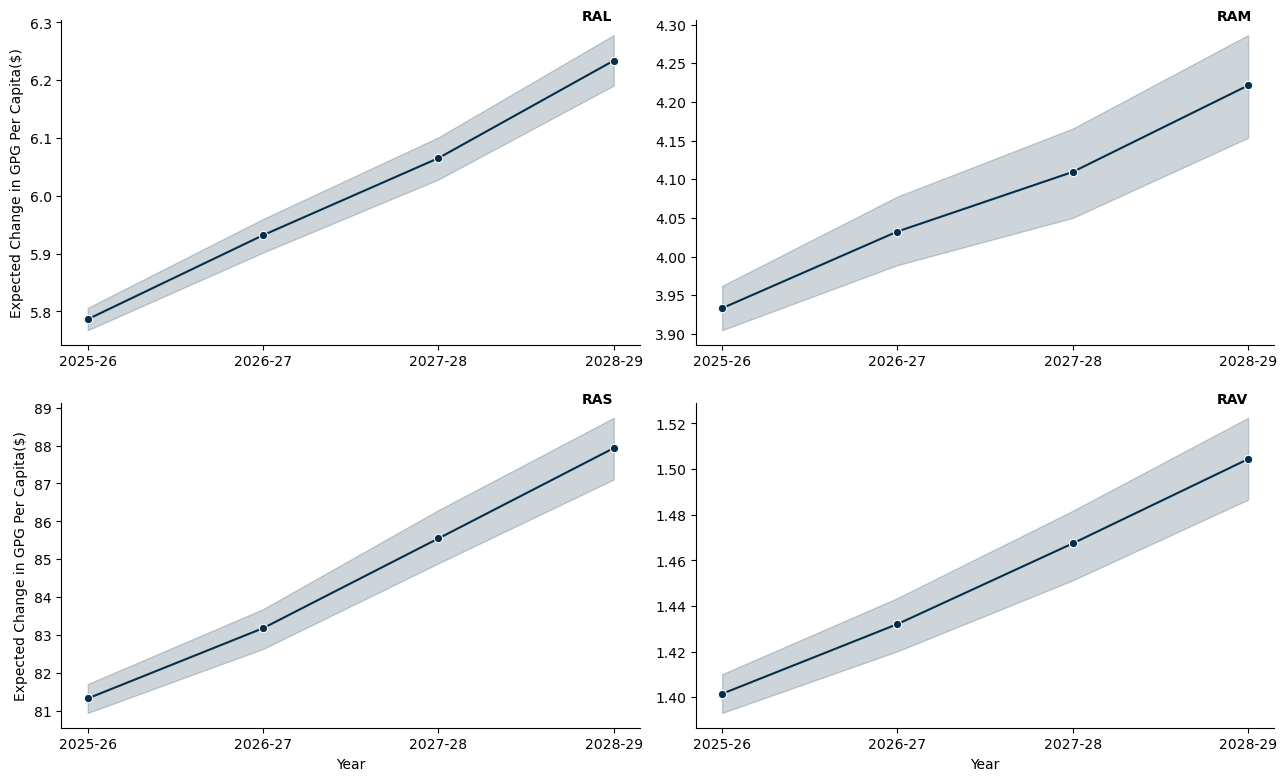 RAL
Expected Change in GPG Per Capita($)
6.3
6.2
6.1
6.0
5.9
5.8
2025-26 2026-27 2027-28 2028-29
RAM
4.30
4.25
4.20
4.15
4.10
4.05
4.00
3.95
3.90
2025-26 2026-27 2027-28 2028-29
RAS
Expected Change in GPG Per Capita($)
89
88
87
86
85
84
83
82
81
2025-26 2026-27 2027-28 2028-29
Year
RAV
1.52
1.50
1.48
1.46
1.44
1.42
1.40
2025-26 2026-27 2027-28 2028-29
Year